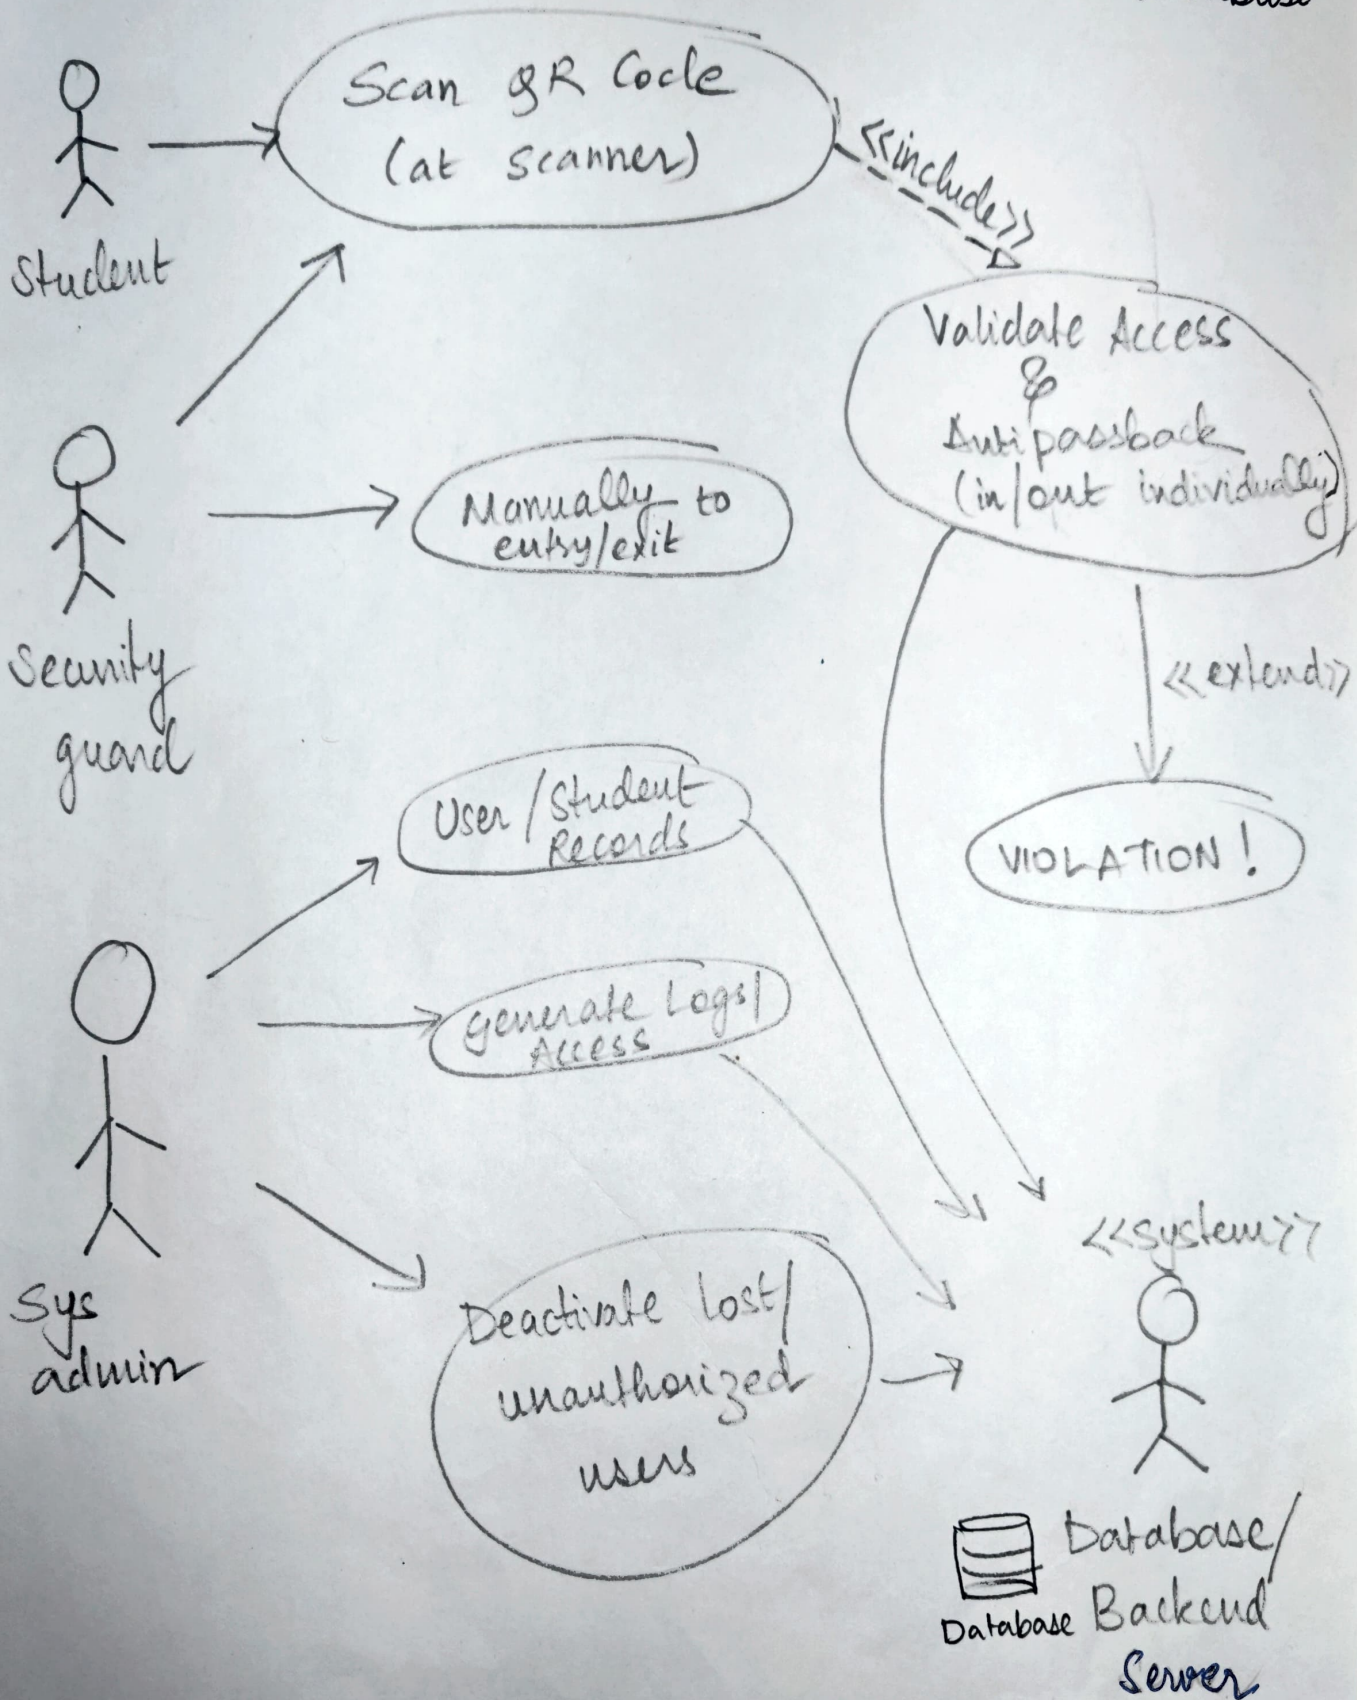 Scan QR Code
(at scanner)
<<include>>
Student
Validate Access
&
Antipassback
(in/out individually)
Manually to
entry/exit
Security
guard
<<extend>>
User/Student
Records
VIOLATION!
Generate Logs/
Access
<<system>>
Sys
admin
Deactivate lost/
unauthorized
users
Database/
Backend
Server
Database